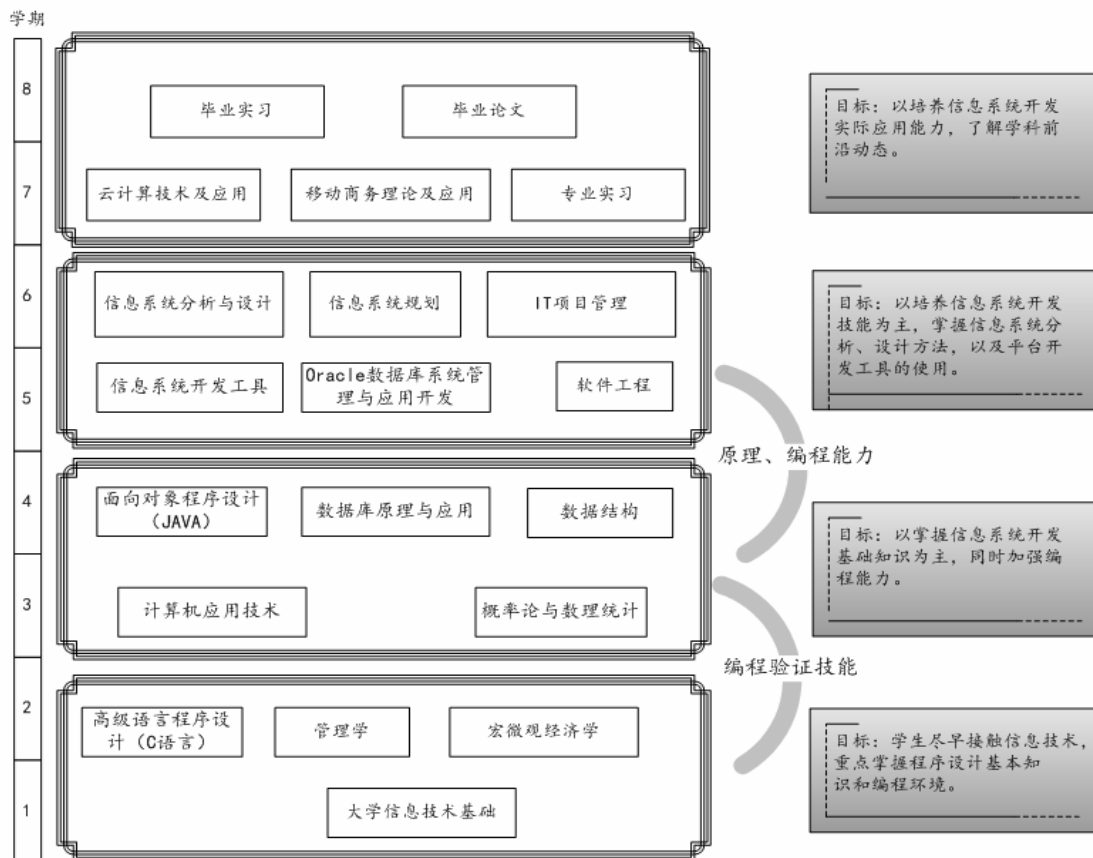 学期
8
毕业实习
毕业论文
目标：以培养信息系统开发
实际应用能力，了解学科前
沿动态。
7
云计算技术及应用
移动商务理论及应用
专业实习
6
信息系统分析与设计
信息系统规划
IT项目管理
目标：以培养信息系统开发
技能为主，掌握信息系统分
析、设计方法，以及平台开
发工具的使用。
5
信息系统开发工具
Oracle数据库系统管
理与应用开发
软件工程
原理、编程能力
4
面向对象程序设计
（JAVA）
数据库原理与应用
数据结构
目标：以掌握信息系统开发
基础知识为主，同时加强编
程能力。
3
计算机应用技术
概率论与数理统计
编程验证技能
2
高级语言程序设
计（C语言）
管理学
宏微观经济学
目标：学生尽早接触信息技术，
重点掌握程序设计基本知
识和编程环境。
1
大学信息技术基础